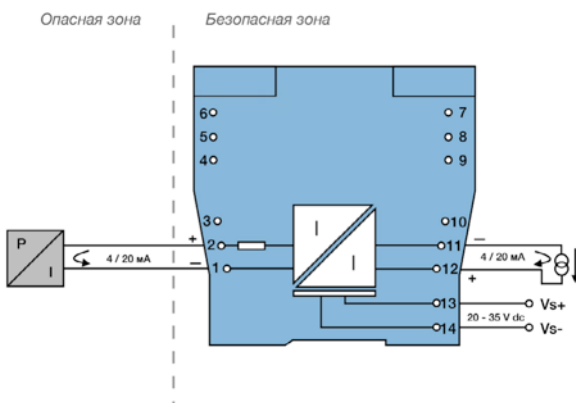 Опасная зона
Безопасная зона
6
7
5
8
4
9
3
10
P
I
+
2
I
11
−
4 / 20 мА
4 / 20 мА
−
1
I
12
+
13
Vs+
20 - 35 V dc
14
Vs-